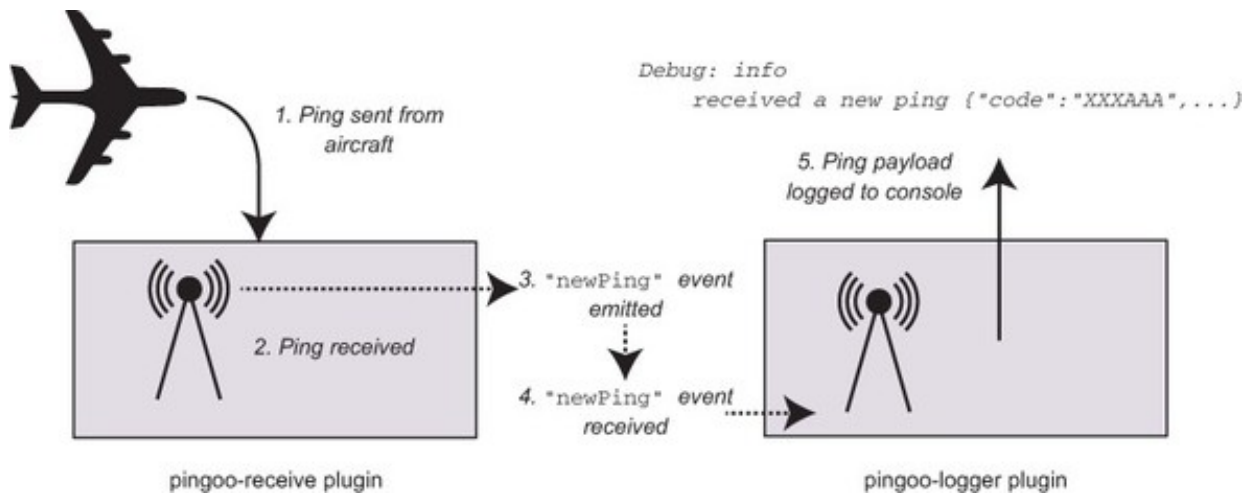 Debug: info
received a new ping {"code":"XXXAAA",...}
1. Ping sent from
aircraft
5. Ping payload
logged to console
3. "newPing" event
emitted
2. Ping received
4. "newPing" event
received
pingoo-receive plugin
pingoo-logger plugin